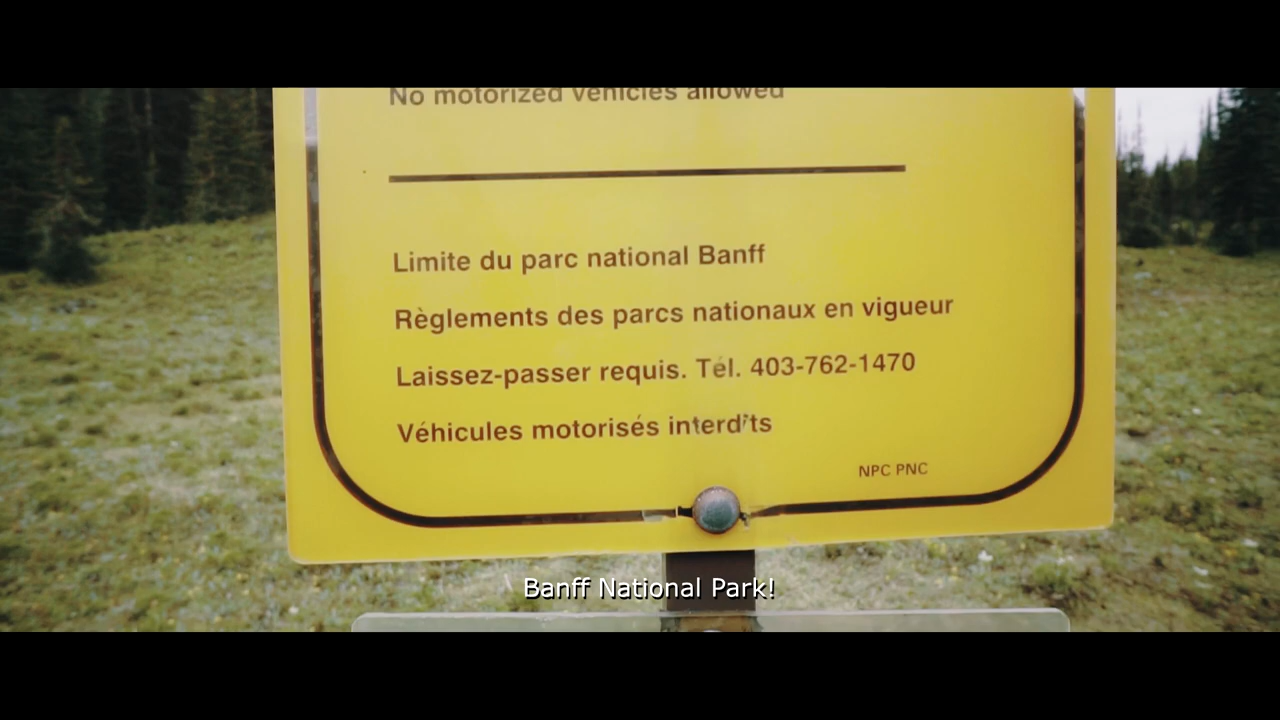 No motorized vehicles allowed
Limite du parc national Banff
Règlements des parcs nationaux en vigueur
Laissez-passer requis. Tél. 403-762-1470
Véhicules motorisés interdits
NPC PNC
Banff National Park!